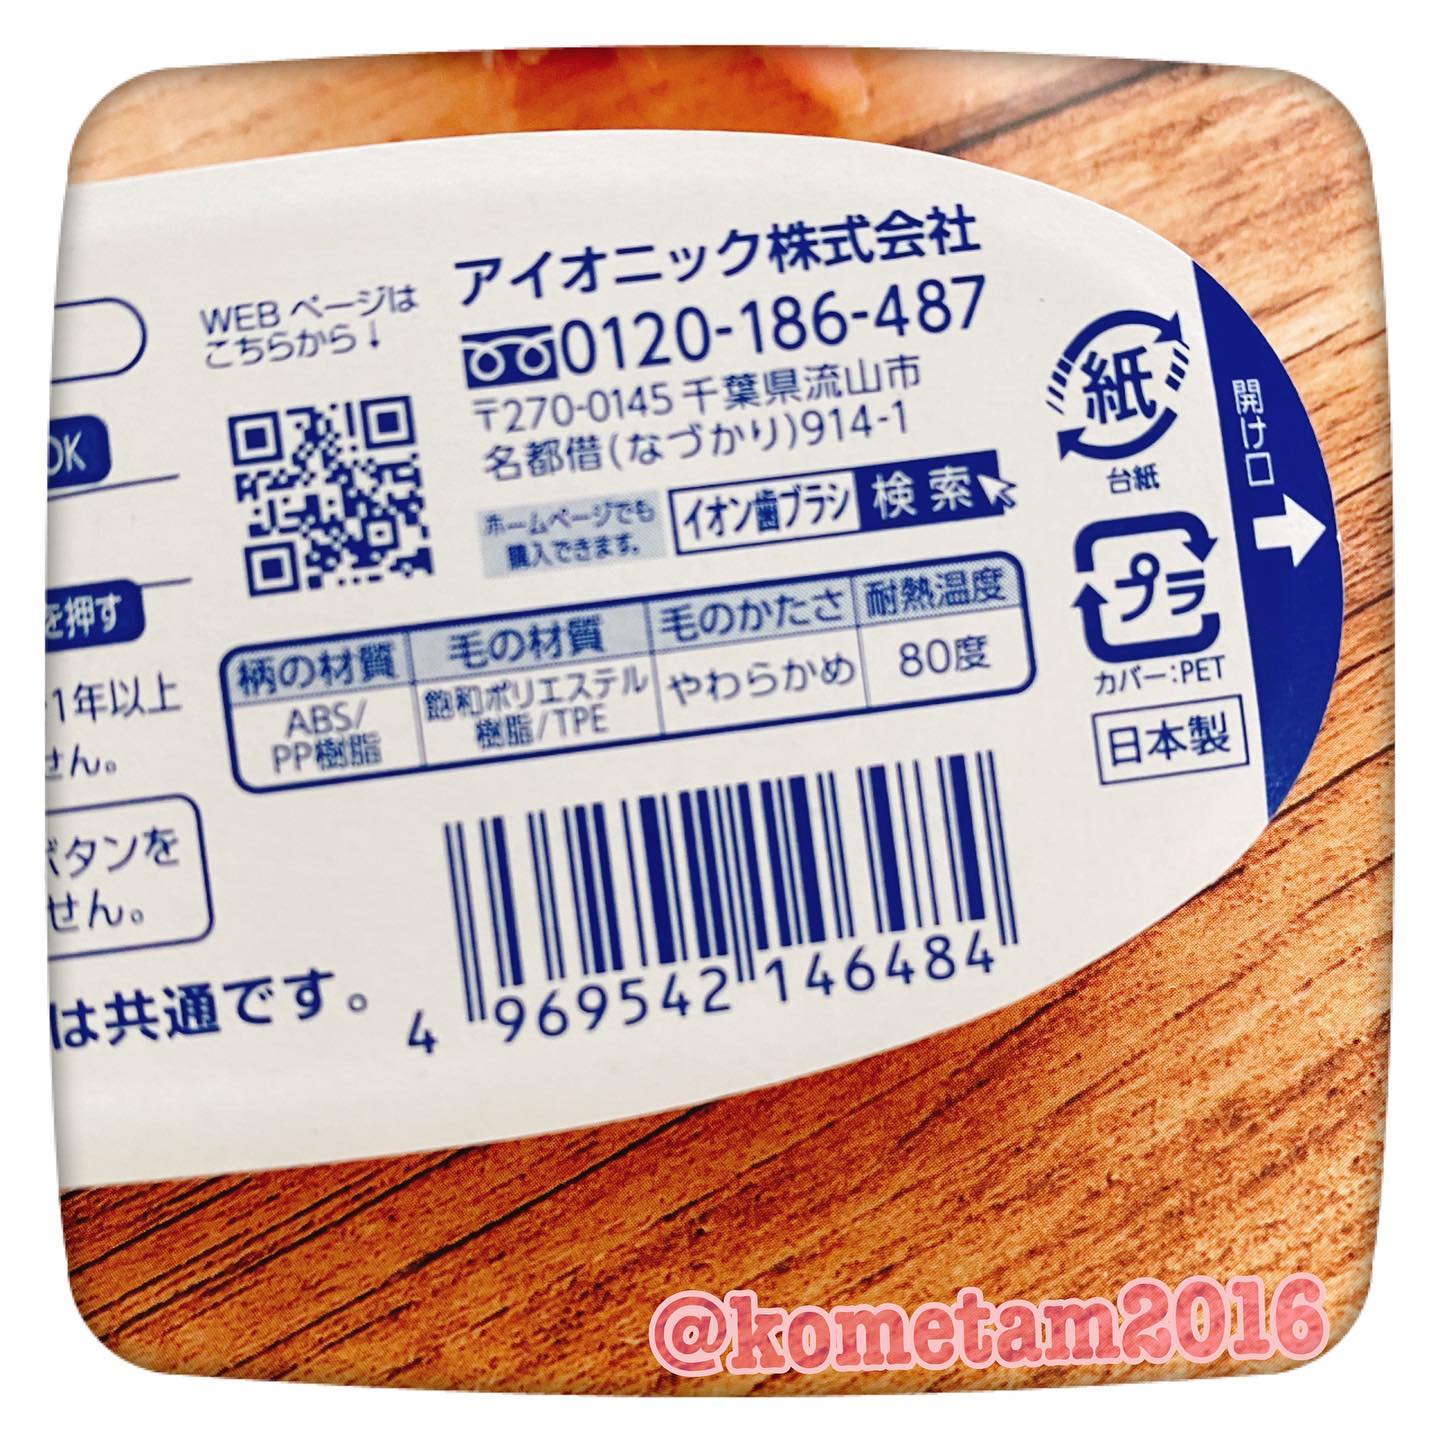 アイオニック株式会社
0120-186-487
〒270-0145 千葉県流山市
名都借(なづかり)914-1
WEBページは
こちらから↓
ホームページでも
購入できます。
イオン歯ブラシ 検索
柄の材質 毛の材質 毛のかたさ 耐熱温度
ABS/
PP樹脂
飽和ポリエステル
樹脂/TPE
やわらかめ
80度
紙
台紙
プラ
カバー:PET
日本製
開け口
OK
を押す
1年以上
せん。
ボタンを
せん。
は共通です。
4 969542 146484
@kometam2016